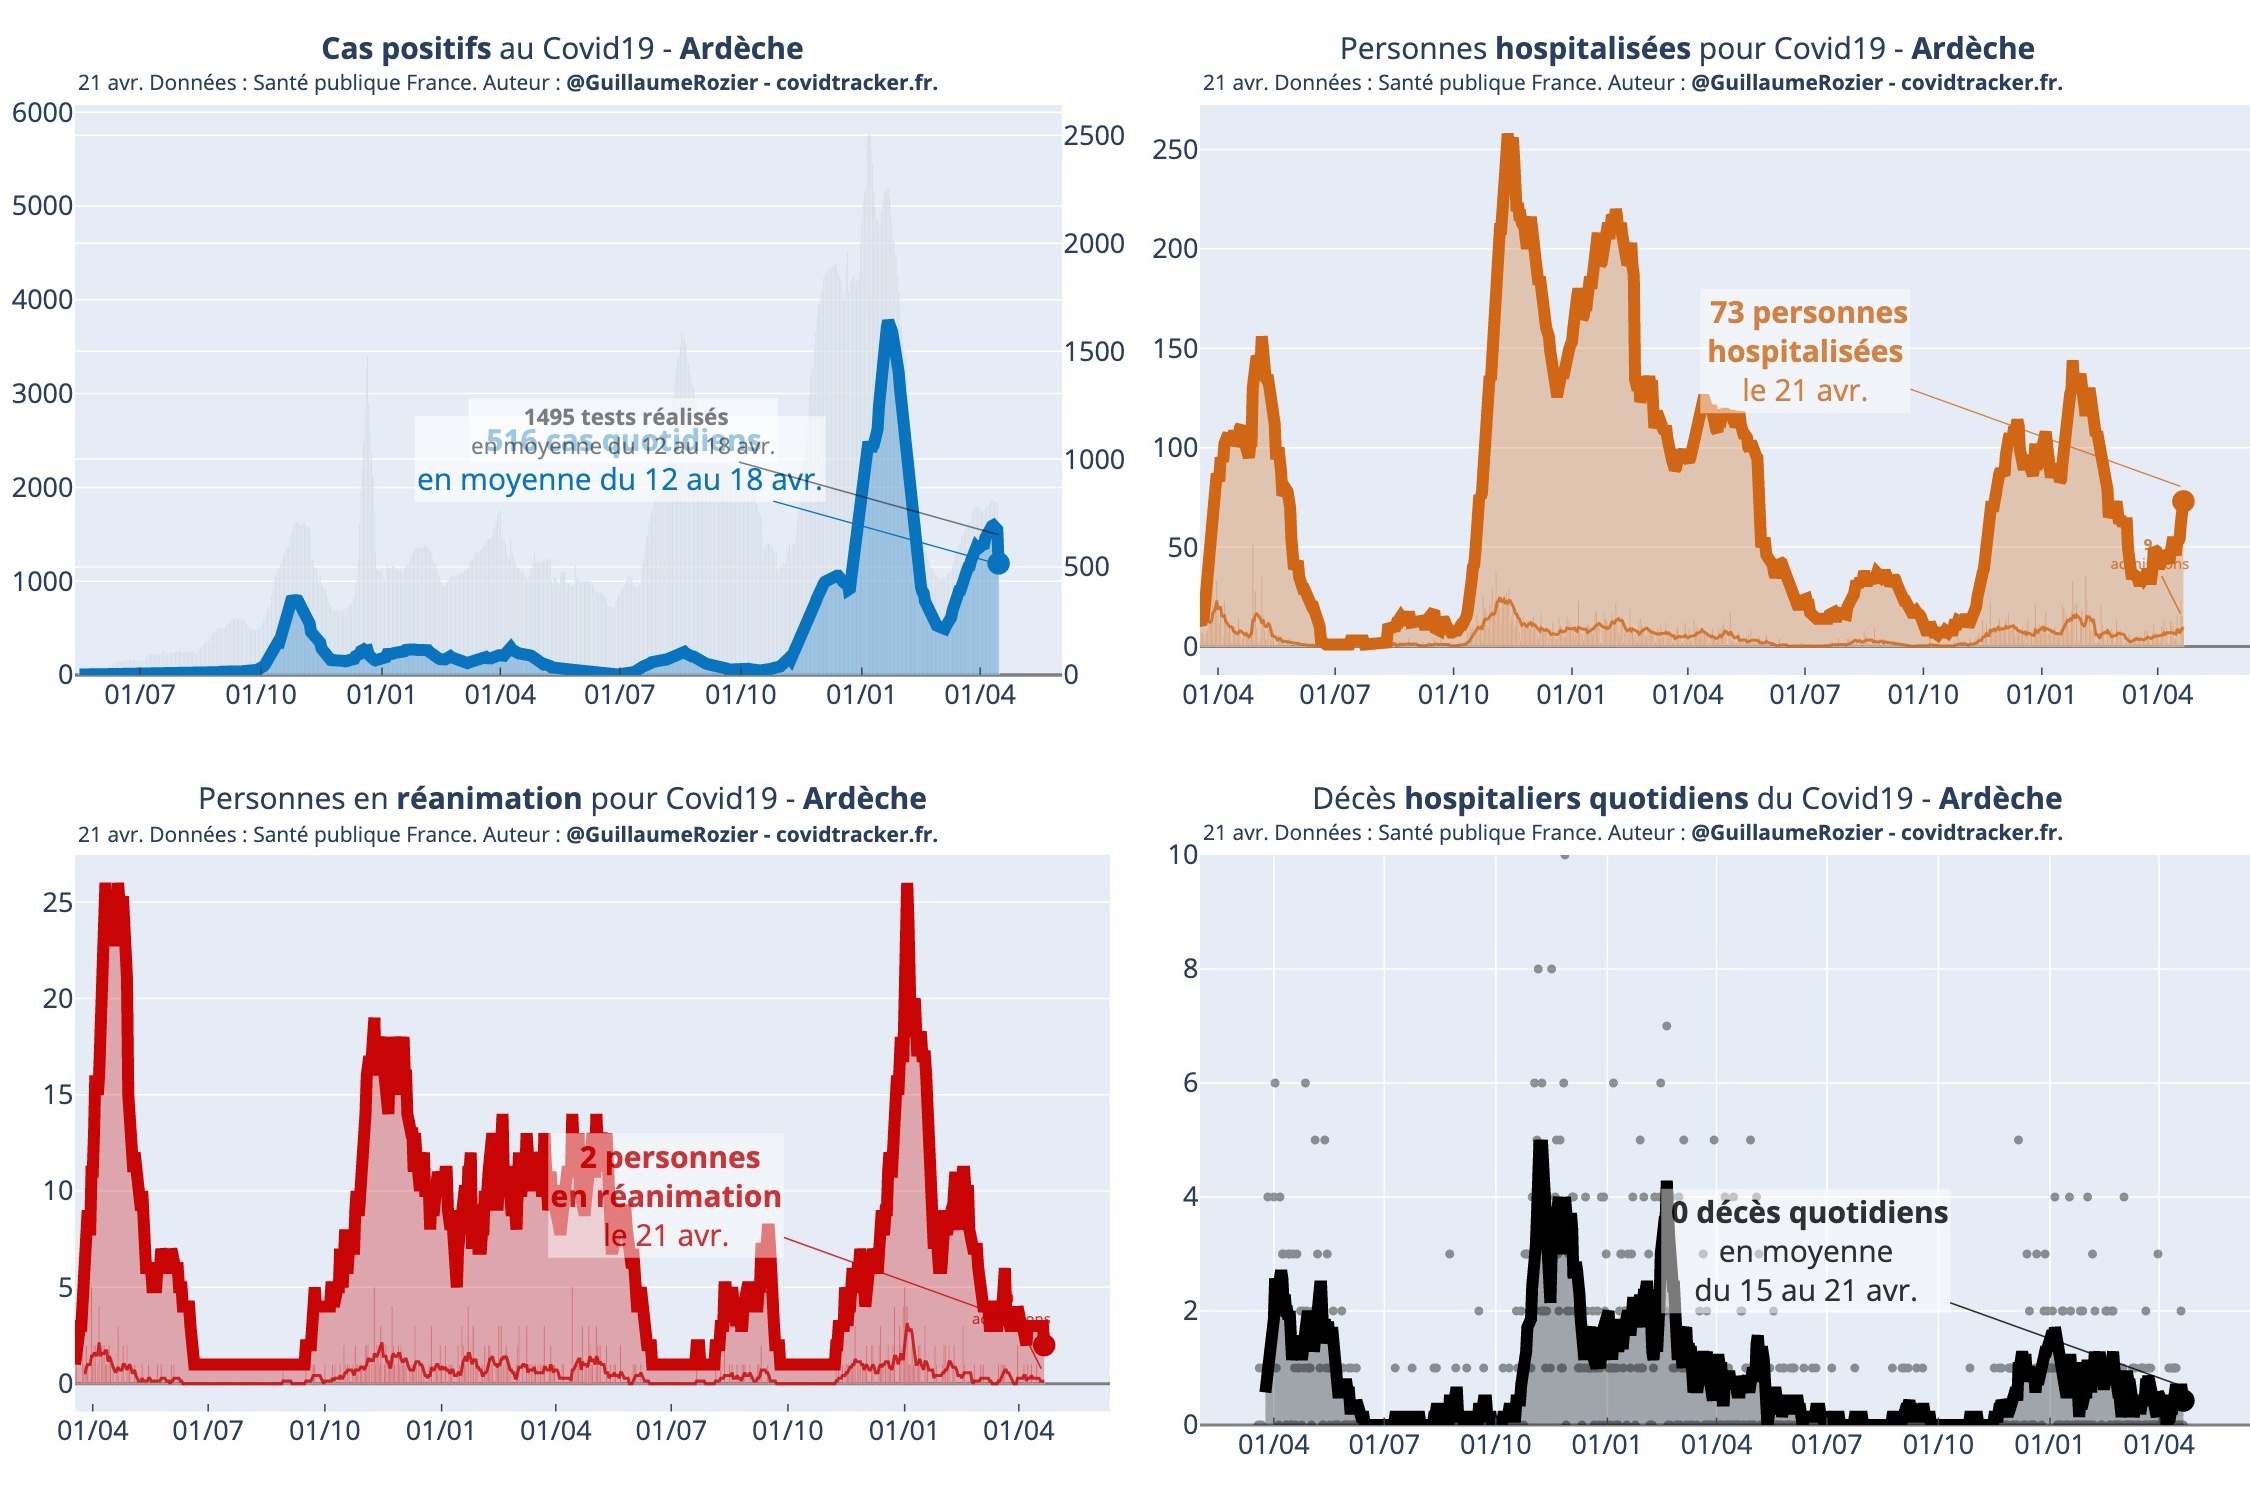 Cas positifs au Covid19 - Ardèche
21 avr. Données : Santé publique France. Auteur : @GuillaumeRozier - covidtracker.fr.
6000
5000
4000
3000
2000
1000
0
2500
2000
1500
1000
500
0
1495 tests réalisés
en moyenne du 12 au 18 avr.
516 cas quotidiens
en moyenne du 12 au 18 avr.
01/07 01/10 01/01 01/04 01/07 01/10 01/01 01/04
Personnes hospitalisées pour Covid19 - Ardèche
21 avr. Données : Santé publique France. Auteur : @GuillaumeRozier - covidtracker.fr.
250
200
150
100
50
0
73 personnes
hospitalisées
le 21 avr.
9
01/04 01/07 01/10 01/01 01/04 01/07 01/10 01/01 01/04
Personnes en réanimation pour Covid19 - Ardèche
21 avr. Données : Santé publique France. Auteur : @GuillaumeRozier - covidtracker.fr.
25
20
15
10
5
0
2 personnes
en réanimation
le 21 avr.
01/04 01/07 01/10 01/01 01/04 01/07 01/10 01/01 01/04
Décès hospitaliers quotidiens du Covid19 - Ardèche
21 avr. Données : Santé publique France. Auteur : @GuillaumeRozier - covidtracker.fr.
10
8
6
4
2
0
0 décès quotidiens
en moyenne
du 15 au 21 avr.
01/04 01/07 01/10 01/01 01/04 01/07 01/10 01/01 01/04